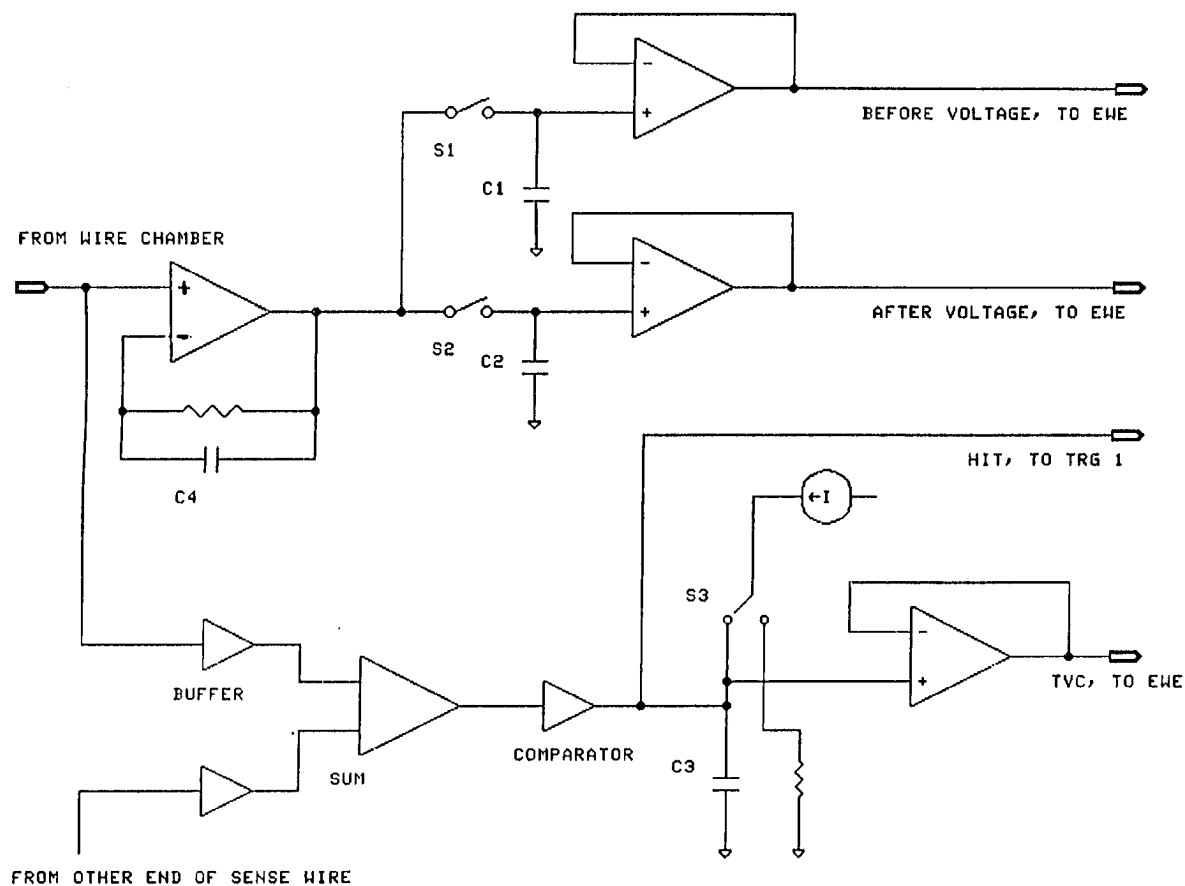 BEFORE VOLTAGE, TO EWE
S1
C1
FROM WIRE CHAMBER
AFTER VOLTAGE, TO EWE
S2
C2
C4
HIT, TO TRG 1
←I
S3
BUFFER
TVC, TO EWE
COMPARATOR
SUM
C3
FROM OTHER END OF SENSE WIRE
- + - + + - - +